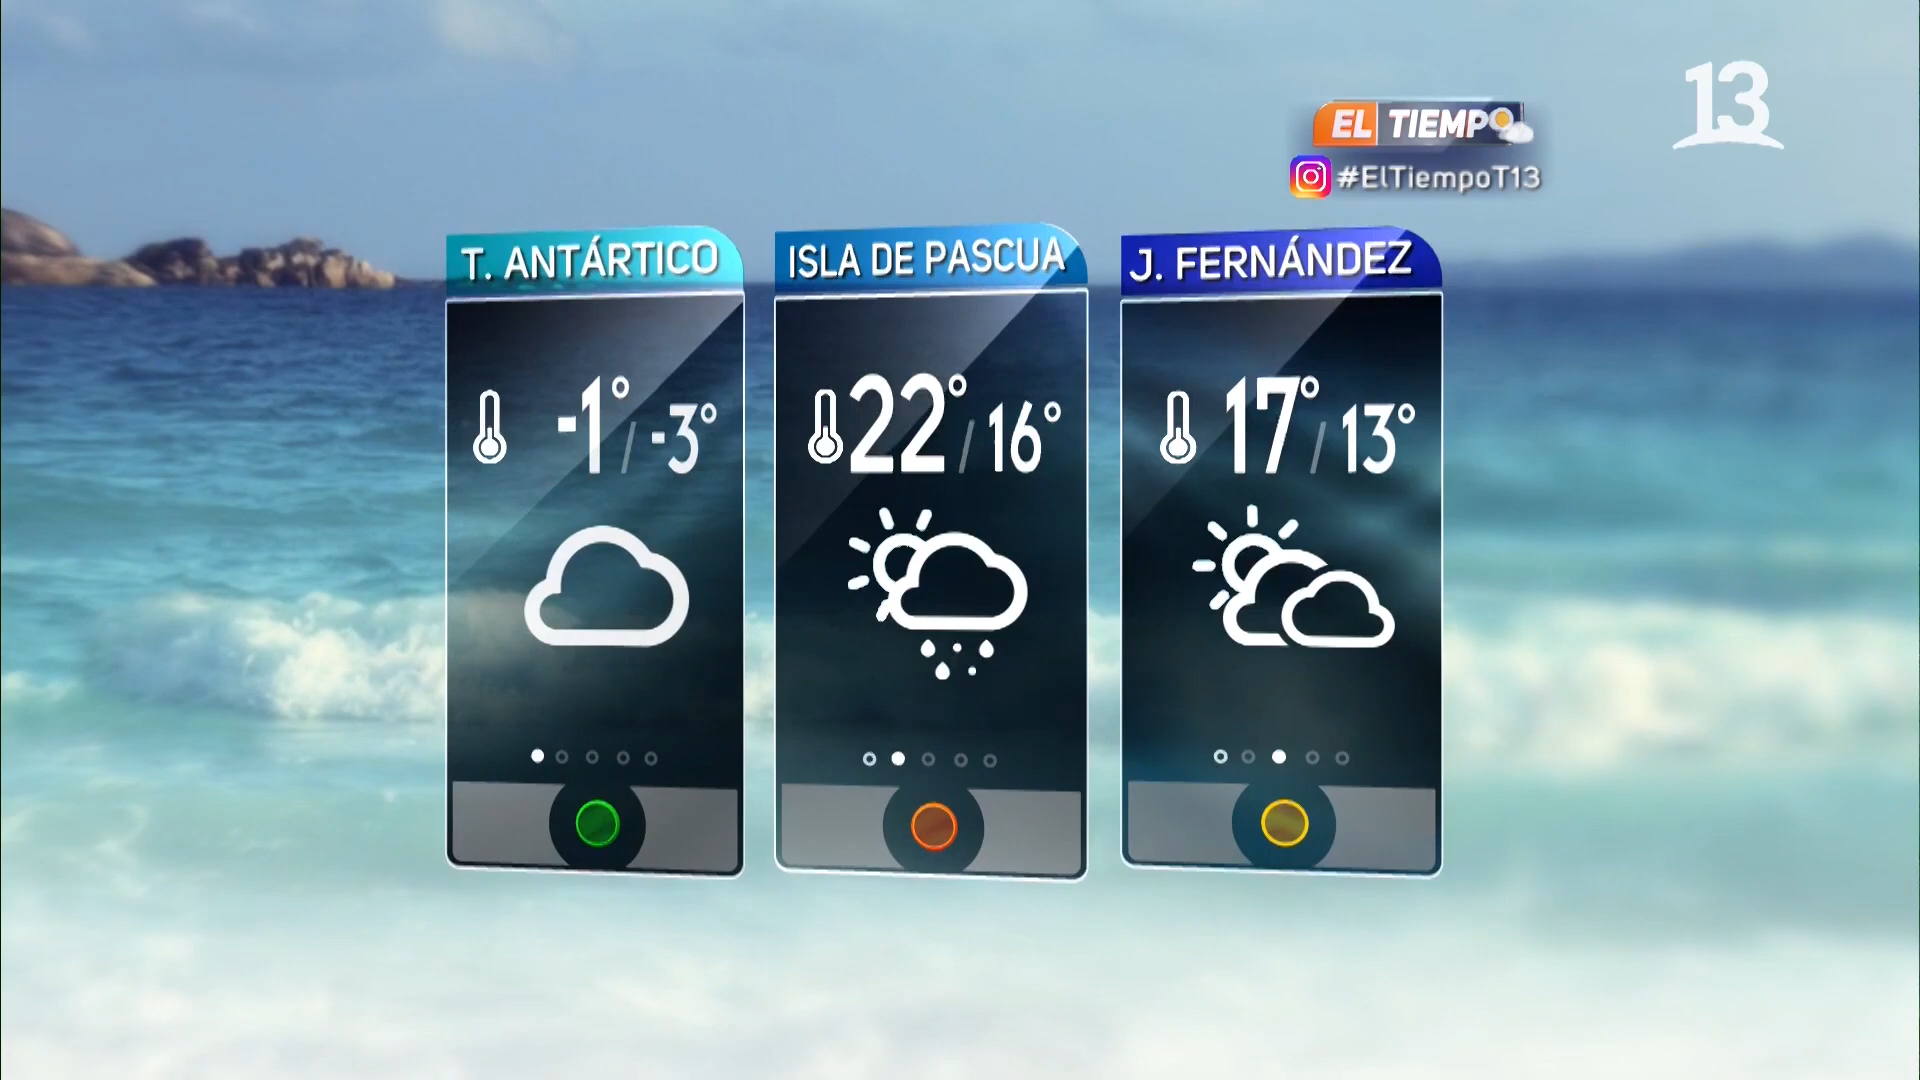 13
EL TIEMPO
#ElTiempoT13
T. ANTÁRTICO
-1° / -3°
ISLA DE PASCUA
22° / 16°
J. FERNÁNDEZ
17° / 13°